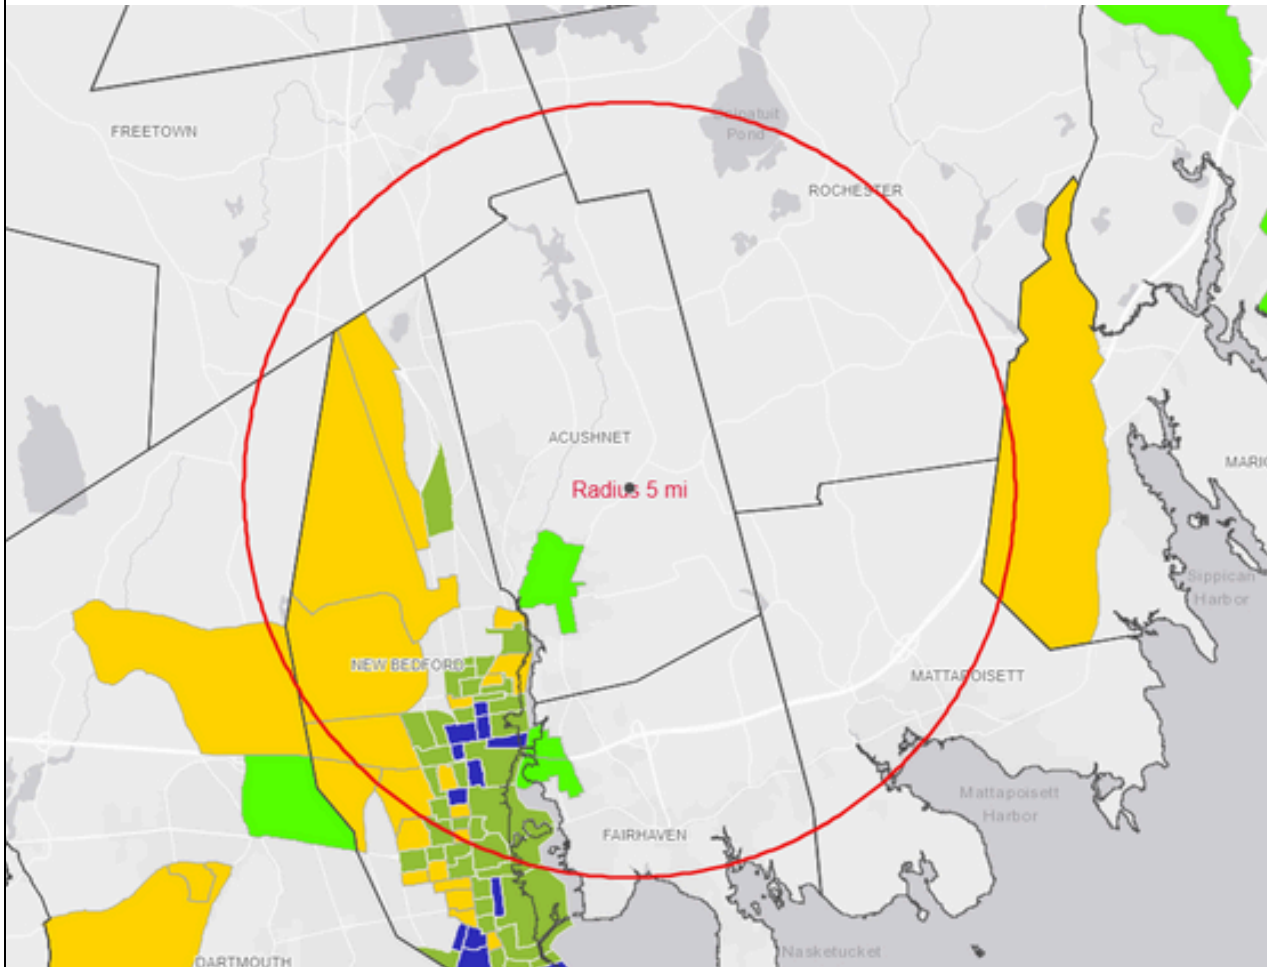 FREETOWN
Snipatuit
Pond
ROCHESTER
ACUSHNET
Radius 5 mi
MARIO
Sippican
Harbor
NEW BEDFORD
MATTAPOISETT
Mattapoisett
Harbor
FAIRHAVEN
Nasketucket
DARTMOUTH